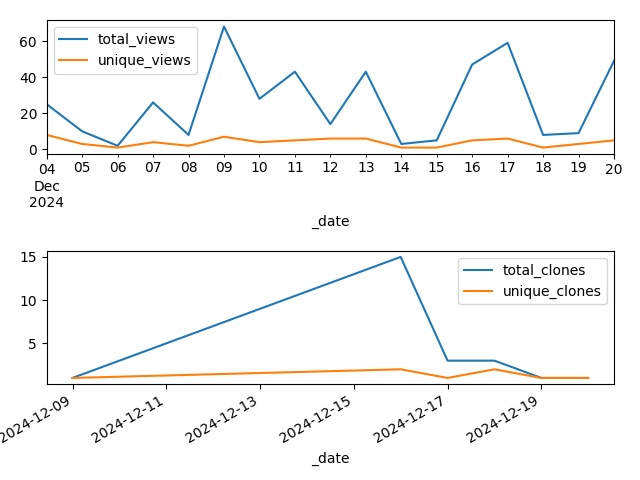 total_views
unique_views
60
40
20
0
04 05 06 07 08 09 10 11 12 13 14 15 16 17 18 19 20
Dec
2024
_date
15
10
5
total_clones
unique_clones
2024-12-09 2024-12-11 2024-12-13 2024-12-15 2024-12-17 2024-12-19
_date